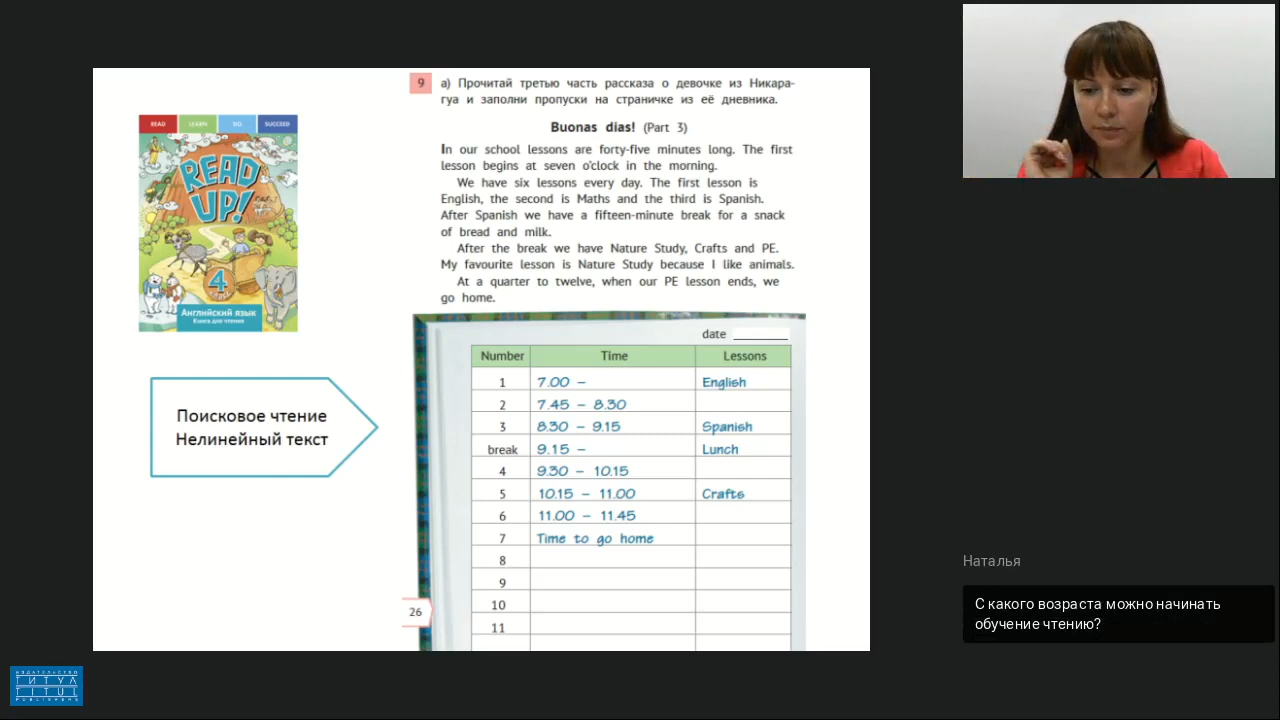 9 а) Прочитай третью часть рассказа о девочке из Никара-
гуа и заполни пропуски на страничке из её дневника.
Buonas dias! (Part 3)
In our school lessons are forty-five minutes long. The first
lesson begins at seven o'clock in the morning.
We have six lessons every day. The first lesson is
English, the second is Maths and the third is Spanish.
After Spanish we have a fifteen-minute break for a snack
of bread and milk.
After the break we have Nature Study, Crafts and PE.
My favourite lesson is Nature Study because I like animals.
At a quarter to twelve, when our PE lesson ends, we
go home.
date
Number Time Lessons
1 7.00 – English
2 7.45 – 8.30
3 8.30 – 9.15 Spanish
break 9.15 – Lunch
4 9.30 – 10.15
5 10.15 – 11.00 Crafts
6 11.00 – 11.45
7 Time to go home
8
9
10
11
26
READ LEARN DO SUCCEED
READ
UP!
4
Английский язык
Книга для чтения
Поисковое чтение
Нелинейный текст
ИЗДАТЕЛЬСТВО
ТИТУЛ
TITUL
PUBLISHERS
Наталья
С какого возраста можно начинать
обучение чтению?